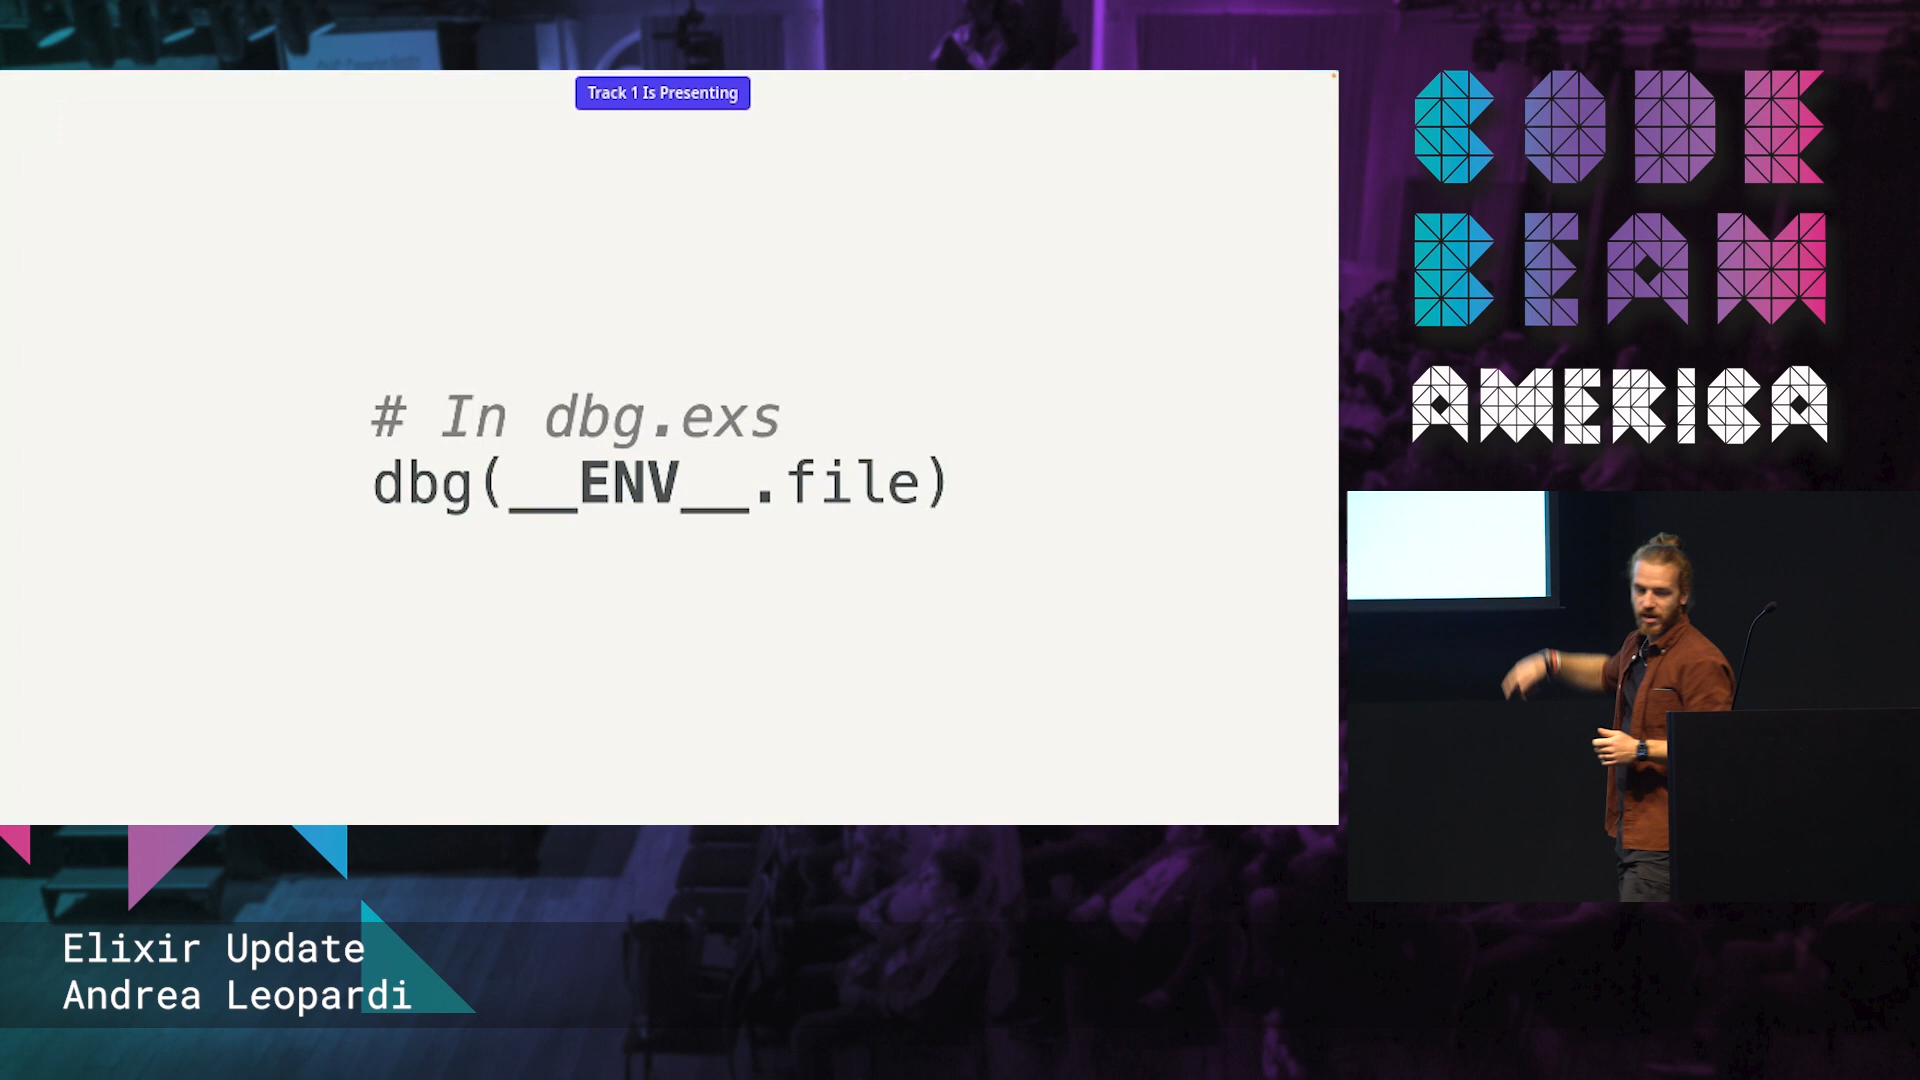 Track 1 Is Presenting
# In dbg.exs
dbg(__ENV__.file)
CODE
BEAM
AMERICA
Elixir Update
Andrea Leopardi